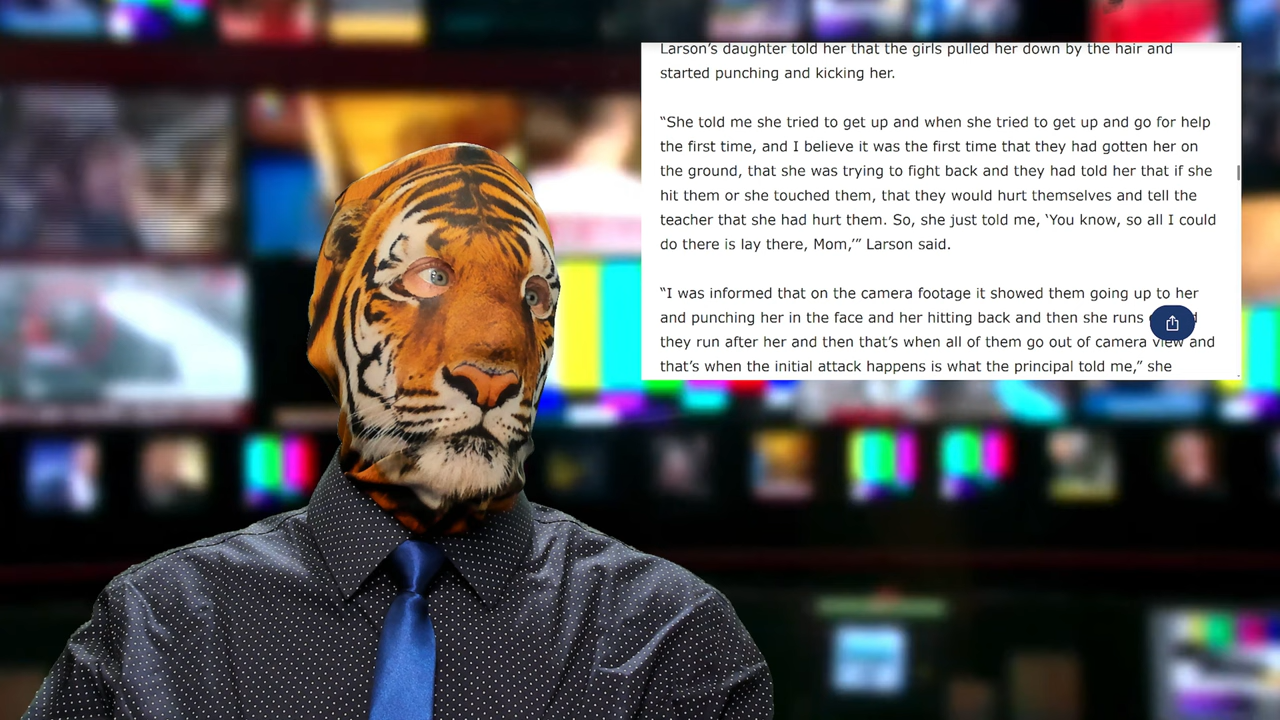 Larson’s daughter told her that the girls pulled her down by the hair and
started punching and kicking her.
“She told me she tried to get up and when she tried to get up and go for help
the first time, and I believe it was the first time that they had gotten her on
the ground, that she was trying to fight back and they had told her that if she
hit them or she touched them, that they would hurt themselves and tell the
teacher that she had hurt them. So, she just told me, ‘You know, so all I could
do there is lay there, Mom,’” Larson said.
“I was informed that on the camera footage it showed them going up to her
and punching her in the face and her hitting back and then she runs
they run after her and then that’s when all of them go out of camera view and
that’s when the initial attack happens is what the principal told me,” she